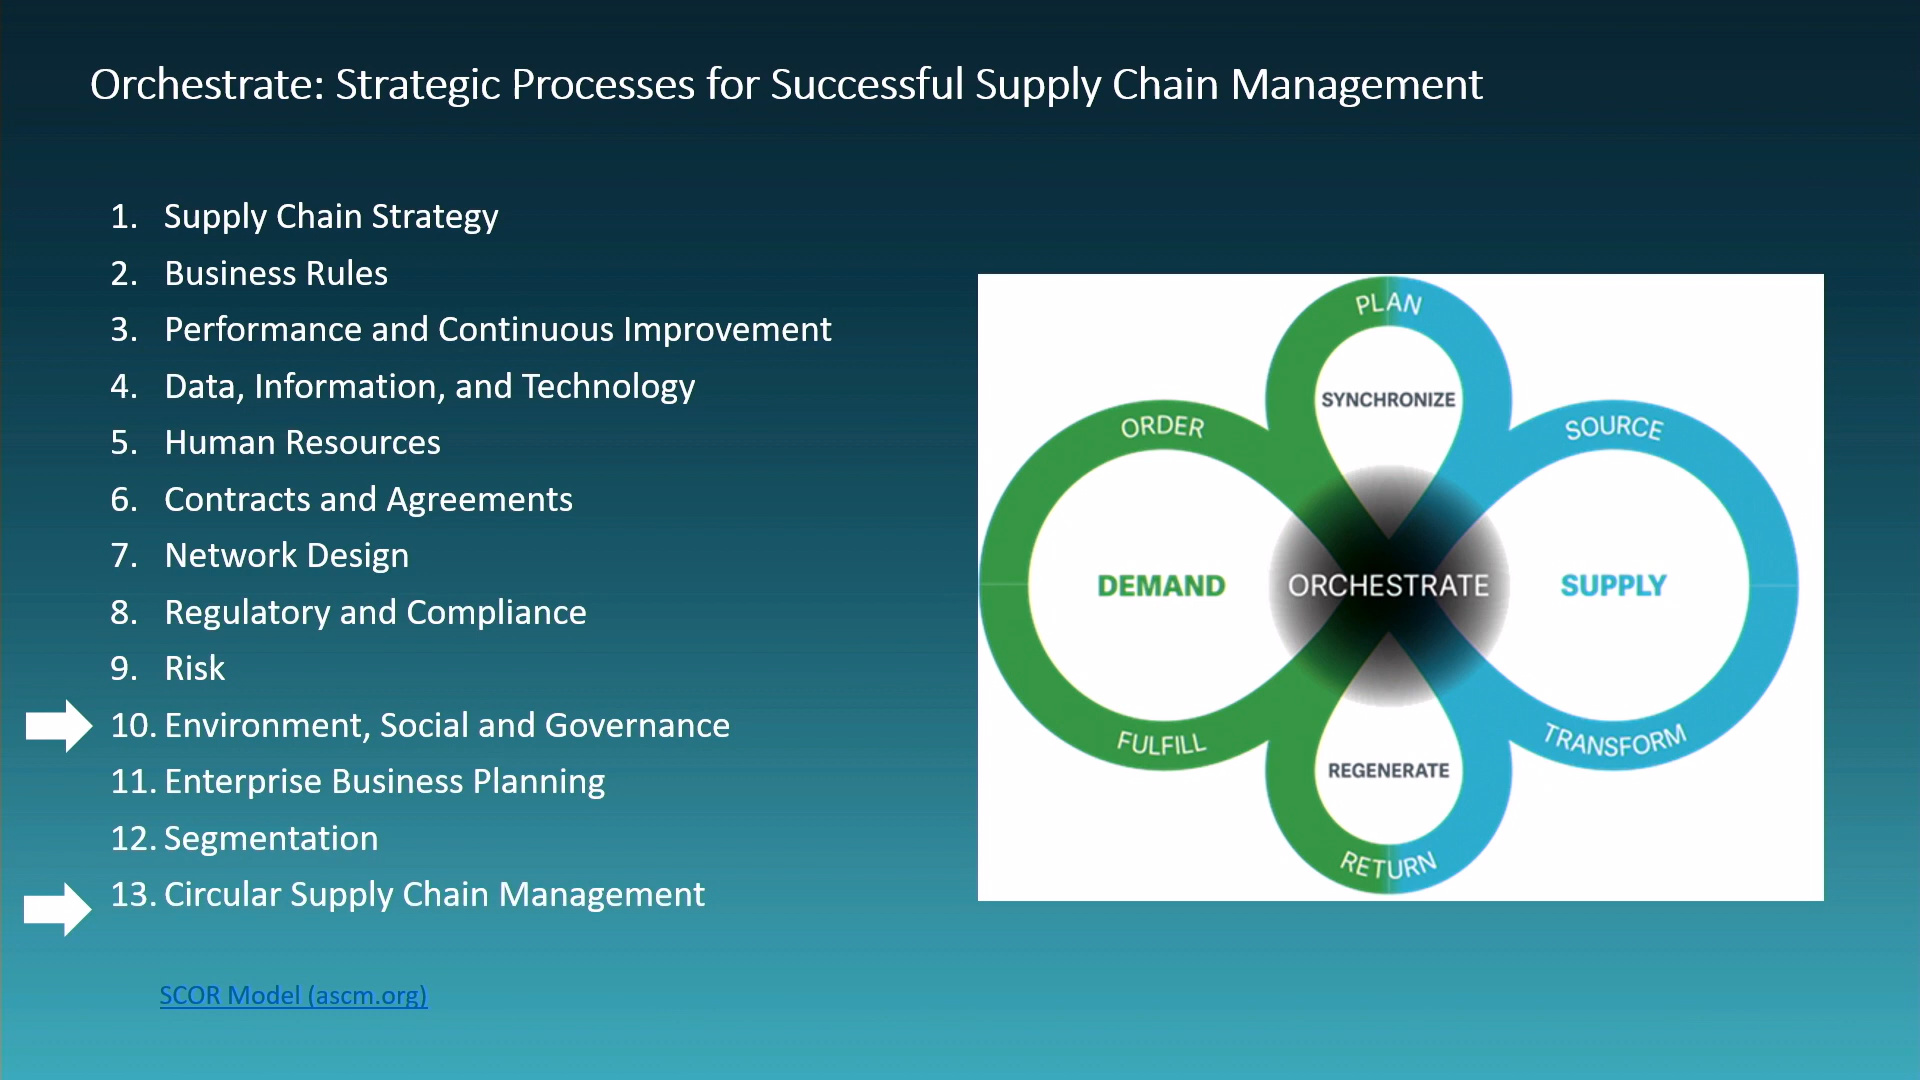 Orchestrate: Strategic Processes for Successful Supply Chain Management
1. Supply Chain Strategy
2. Business Rules
3. Performance and Continuous Improvement
4. Data, Information, and Technology
5. Human Resources
6. Contracts and Agreements
7. Network Design
8. Regulatory and Compliance
9. Risk
10. Environment, Social and Governance
11. Enterprise Business Planning
12. Segmentation
13. Circular Supply Chain Management
SCOR Model (ascm.org)
PLAN
SYNCHRONIZE
ORDER
SOURCE
DEMAND
ORCHESTRATE
SUPPLY
FULFILL
TRANSFORM
REGENERATE
RETURN